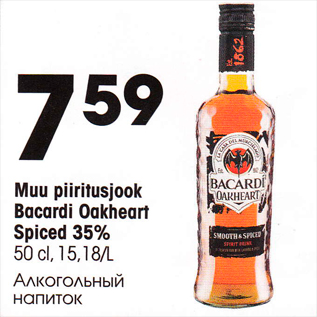 7 59
Muu piiritusjook
Bacardi Oakheart
Spiced 35%
50 cl, 15,18/L
Алкогольный
напиток
1862
BACARDI
OAKHEART
SMOOTH & SPICED
SPIRIT DRINK